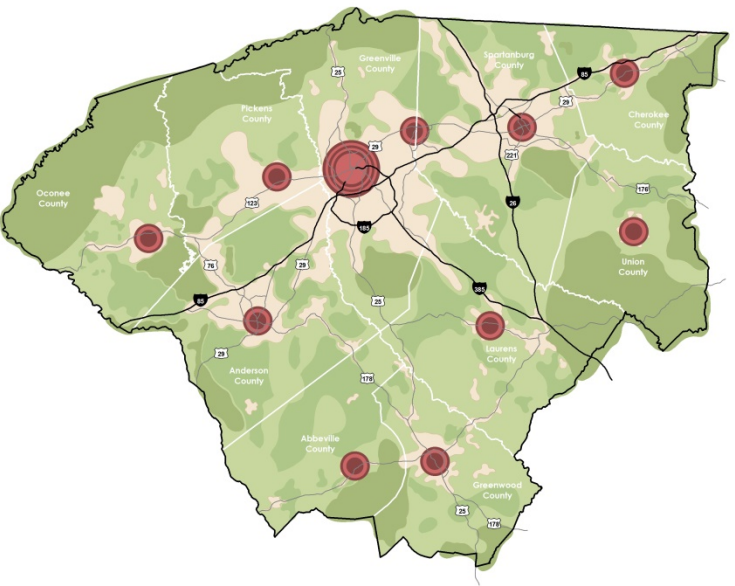 Greenville
County
Spartanburg
County
25
85
29
Pickens
County
Cherokee
County
29
221
176
Oconee
County
123
26
185
Union
County
76
29
85
385
25
29
Laurens
County
Anderson
County
178
Abbeville
County
Greenwood
County
25
178